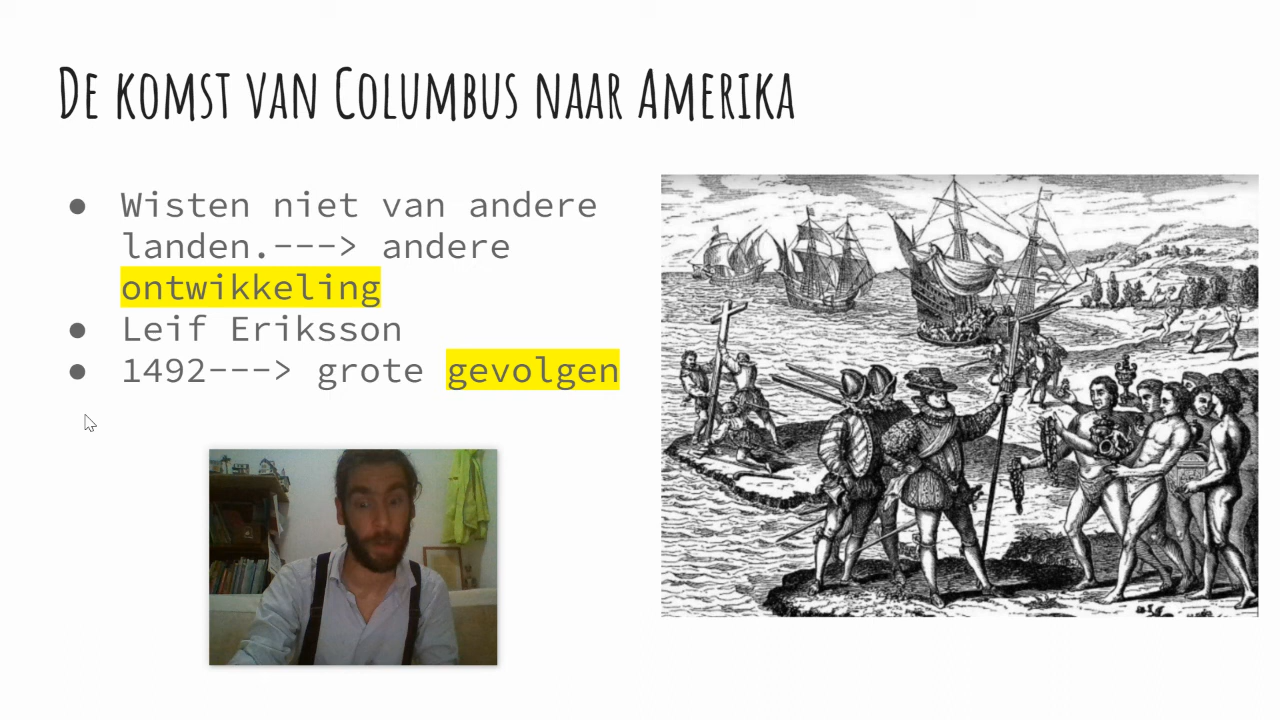 De komst van Columbus naar Amerika
● Wisten niet van andere
landen.---> andere
ontwikkeling
● Leif Eriksson
● 1492---> grote gevolgen